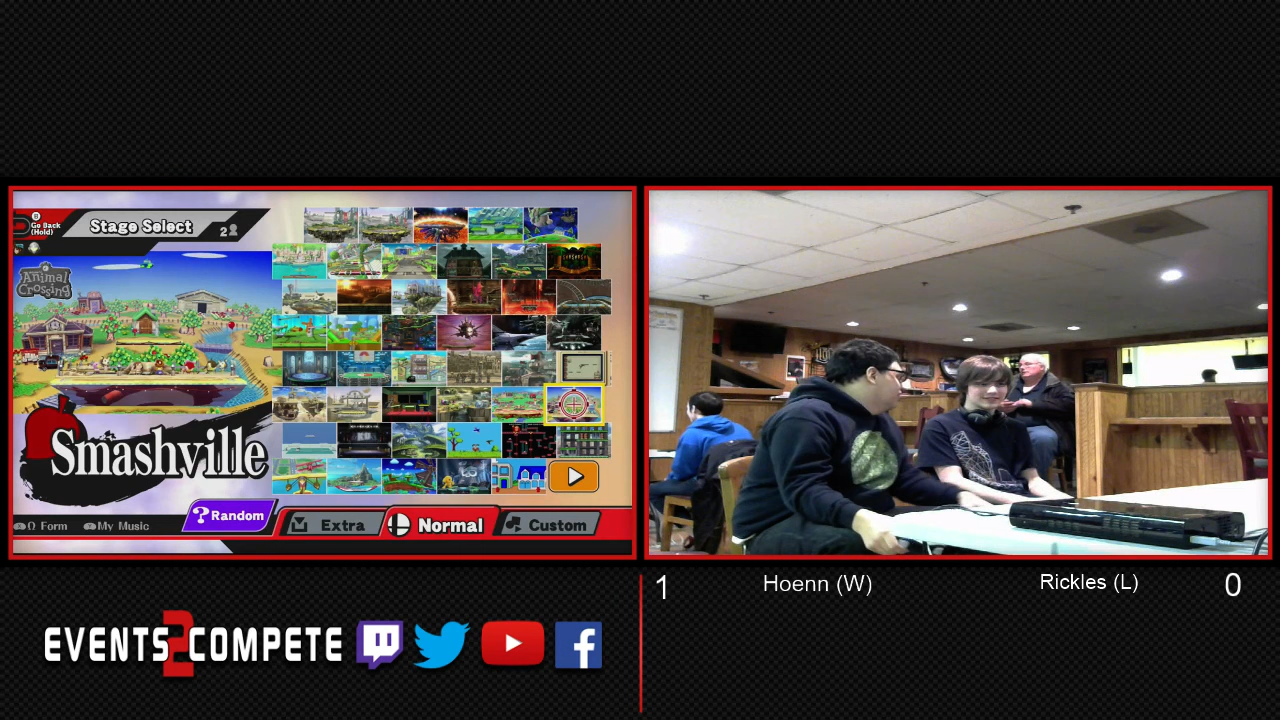 Go Back
(Hold)
Stage Select
2
Animal
Crossing
Smashville
Ω Form
My Music
? Random
Extra
Normal
Custom
1
Hoenn (W)
Rickles (L)
0
EVENTS2COMPETE